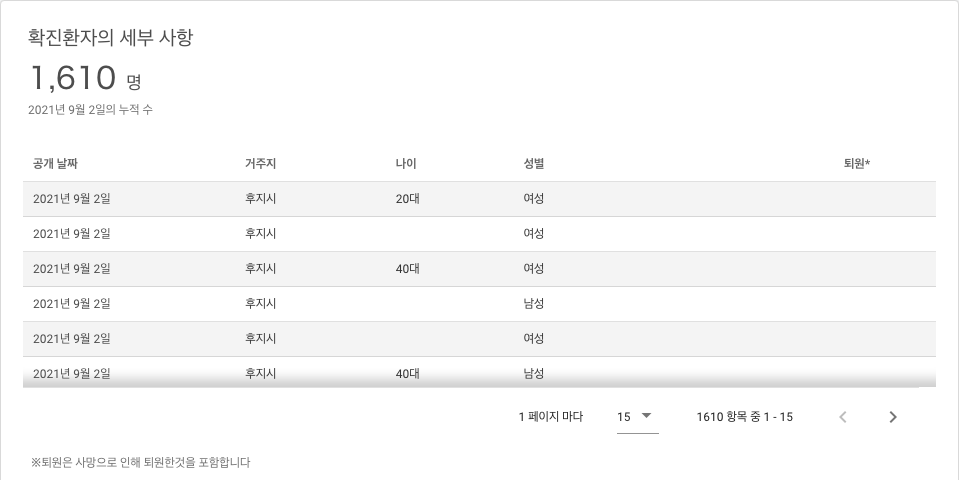 확진환자의 세부 사항
1,610 명
2021년 9월 2일의 누적 수
공개 날짜 거주지 나이 성별 퇴원*
2021년 9월 2일 후지시 20대 여성
2021년 9월 2일 후지시 여성
2021년 9월 2일 후지시 40대 여성
2021년 9월 2일 후지시 남성
2021년 9월 2일 후지시 여성
2021년 9월 2일 후지시 40대 남성
1 페이지 마다 15 1610 항목 중 1 - 15
※퇴원은 사망으로 인해 퇴원한것을 포함합니다